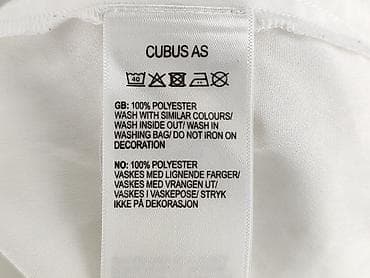 CUBUS AS
40
GB: 100% POLYESTER
WASH WITH SIMILAR COLOURS/
WASH INSIDE OUT/ WASH IN
WASHING BAG/ DO NOT IRON ON
DECORATION
NO: 100% POLYESTER
VASKES MED LIGNENDE FARGER/
VASKES MED VRANGEN UT/
VASKES I VASKEPOSE/ STRYK
IKKE PÅ DEKORASJON